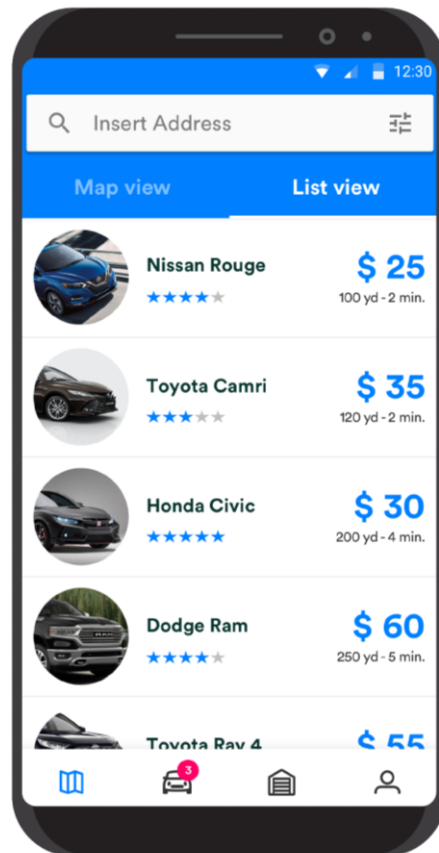 12:30
Insert Address
Map view List view
Nissan Rouge
$ 25
100 yd - 2 min.
Toyota Camri
$ 35
120 yd - 2 min.
Honda Civic
$ 30
200 yd - 4 min.
Dodge Ram
$ 60
250 yd - 5 min.
RAM
Toyota Rav 4
$ 55
3